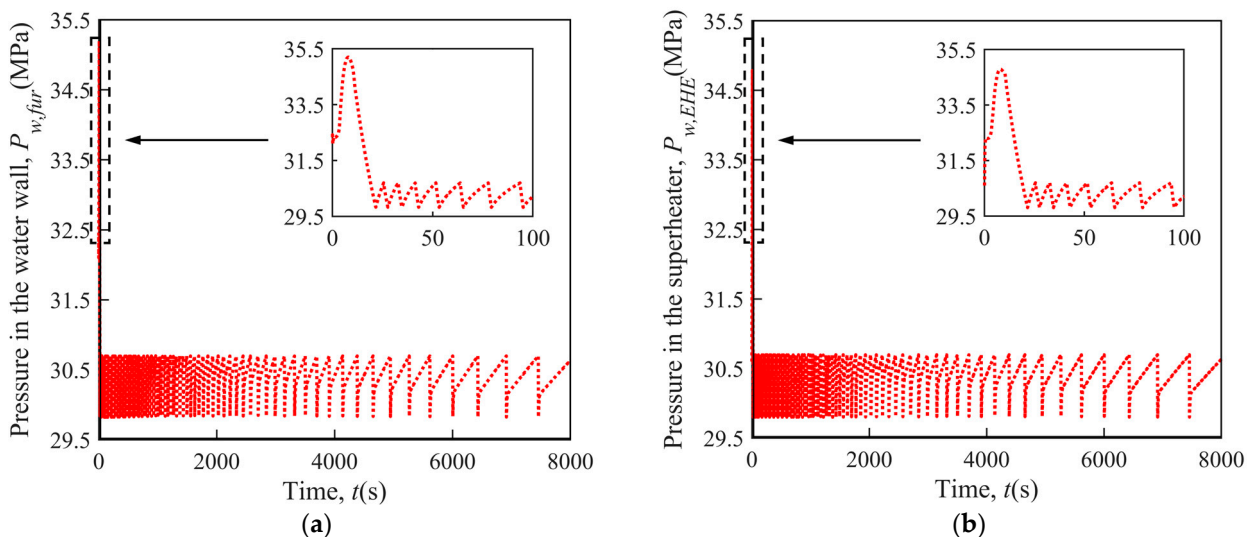 Pressure in the water wall, P_w,fur(MPa)
35.5
34.5
33.5
32.5
31.5
30.5
29.5
35.5
33.5
31.5
29.5
0 50 100
0 2000 4000 6000 8000
Time, t(s)
(a)
Pressure in the superheater, P_w,EHE(MPa)
35.5
34.5
33.5
32.5
31.5
30.5
29.5
35.5
33.5
31.5
29.5
0 50 100
0 2000 4000 6000 8000
Time, t(s)
(b)